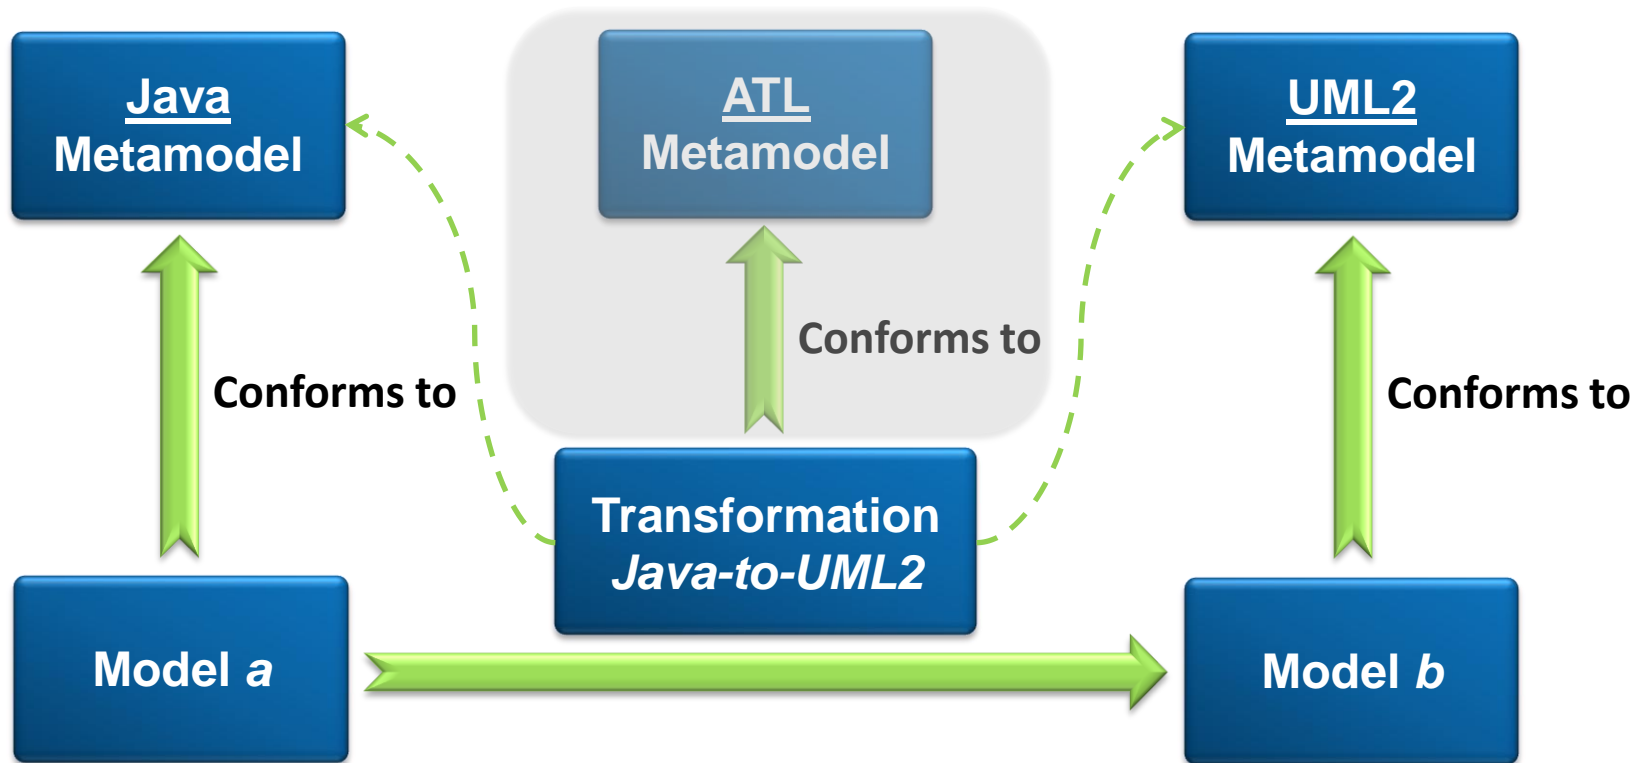 Java
Metamodel
ATL
Metamodel
UML2
Metamodel
Conforms to
Conforms to
Conforms to
Transformation
Java-to-UML2
Model a
Model b